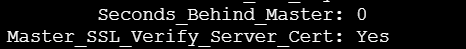 Seconds_Behind_Master: 0
Master_SSL_Verify_Server_Cert: Yes